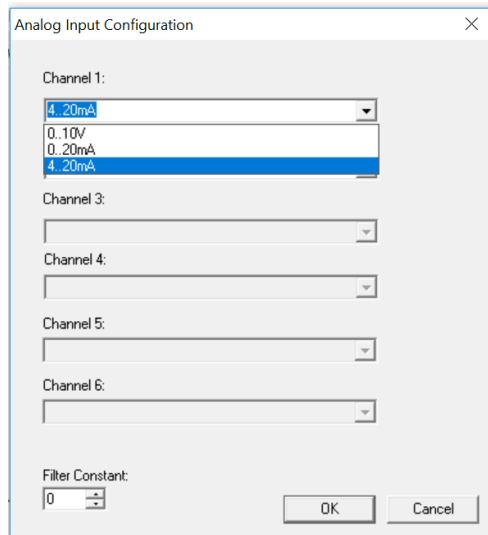 Analog Input Configuration
Channel 1:
4..20mA
0..10V
0..20mA
4..20mA
Channel 3:
Channel 4:
Channel 5:
Channel 6:
Filter Constant:
0
OK
Cancel